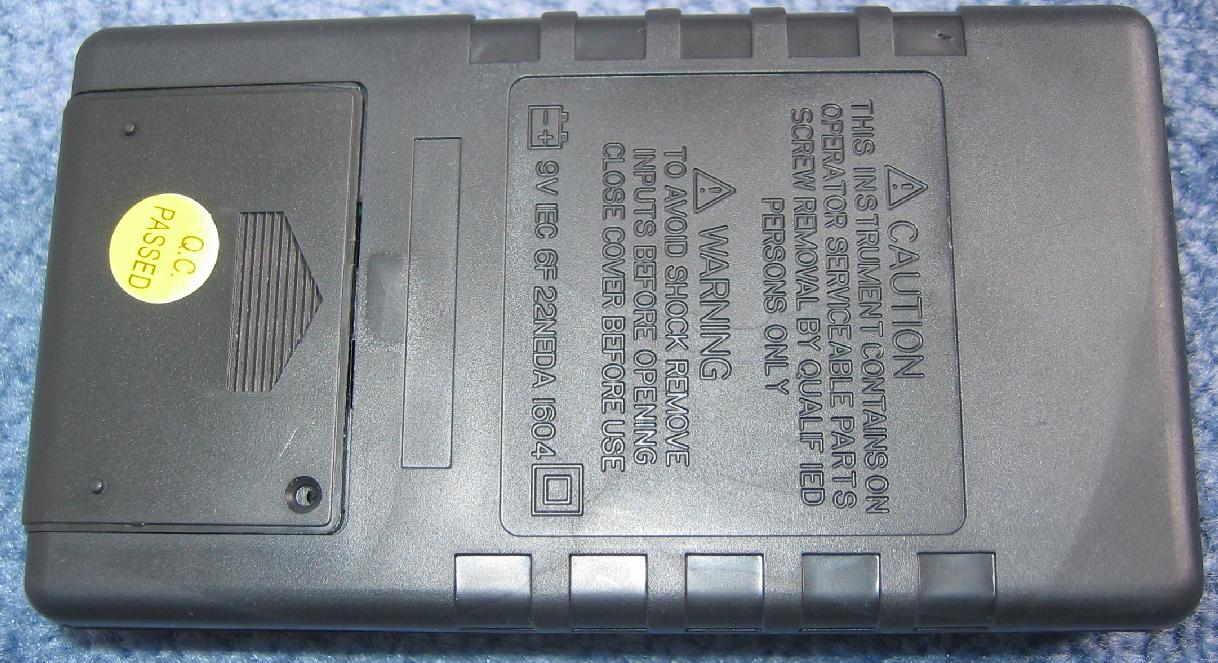 CAUTION
THIS INSTRUMENT CONTAINS ON
OPERATOR SERVICEABLE PARTS
SCREW REMOVAL BY QUALIF IED
PERSONS ONLY
WARNING
TO AVOID SHOCK REMOVE
INPUTS BEFORE OPENING
CLOSE COVER BEFORE USE
9V IEC 6F 22NEDA 1604
Q.C.
PASSED